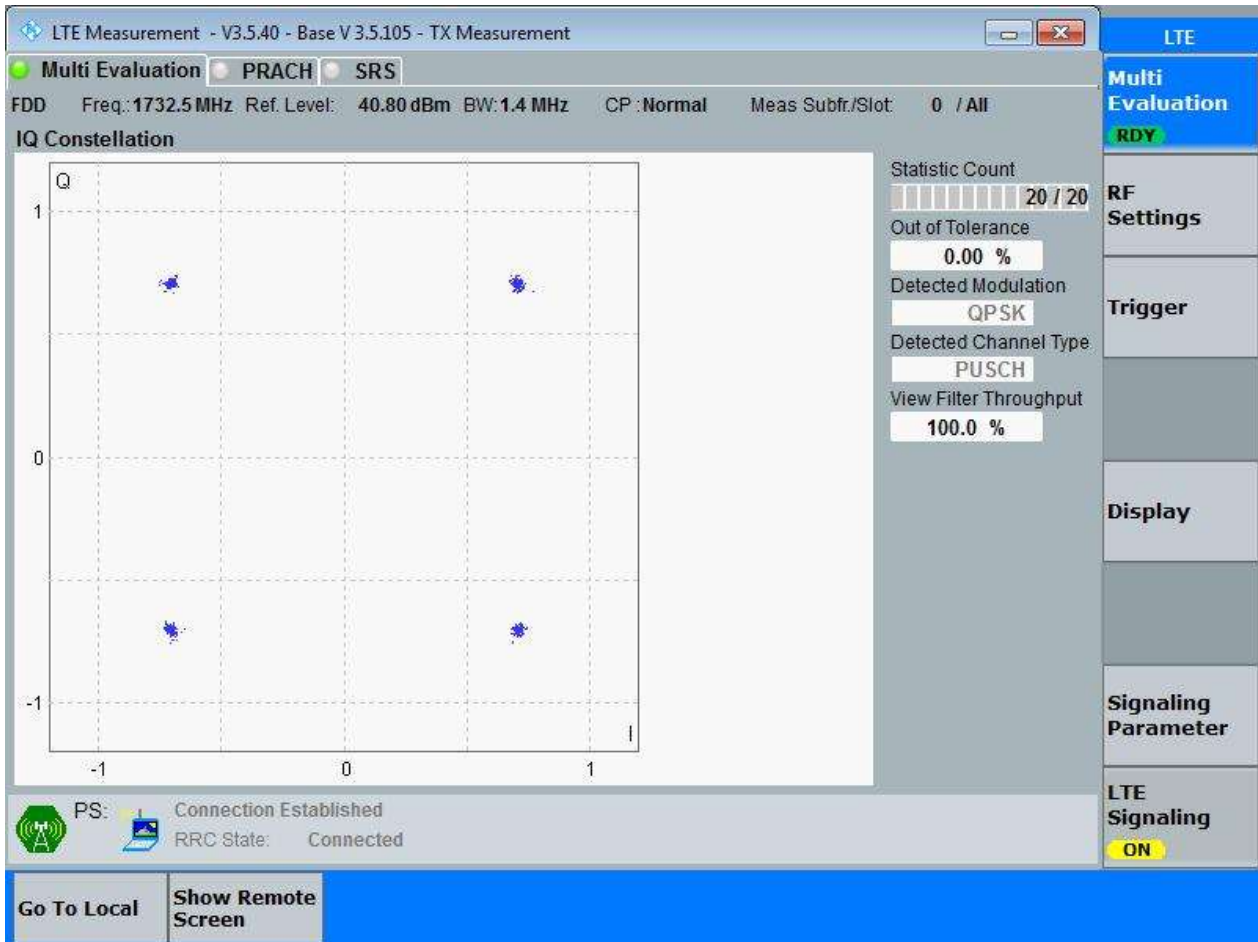 LTE Measurement - V3.5.40 - Base V 3.5.105 - TX Measurement
LTE
Multi Evaluation PRACH SRS
Multi
Evaluation
RDY
FDD Freq.: 1732.5 MHz Ref. Level: 40.80 dBm BW: 1.4 MHz CP : Normal Meas Subfr./Slot: 0 / All
IQ Constellation
Q
1
0
-1
I
-1 0 1
Statistic Count
20 / 20
Out of Tolerance
0.00 %
Detected Modulation
QPSK
Detected Channel Type
PUSCH
View Filter Throughput
100.0 %
RF
Settings
Trigger
Display
Signaling
Parameter
LTE
Signaling
ON
PS: Connection Established
RRC State: Connected
Go To Local
Show Remote
Screen